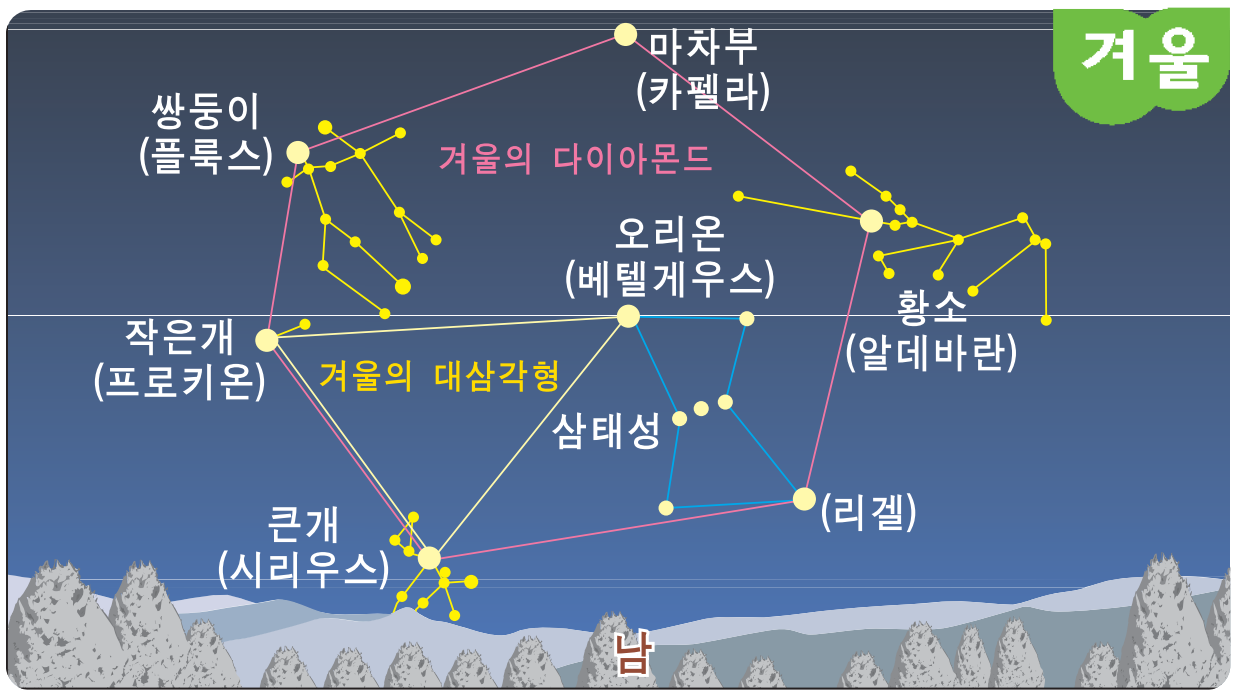 겨울
마차부
(카펠라)
쌍둥이
(플룩스)
겨울의 다이아몬드
오리온
(베텔게우스)
황소
(알데바란)
작은개
(프로키온)
겨울의 대삼각형
삼태성
(리겔)
큰개
(시리우스)
남